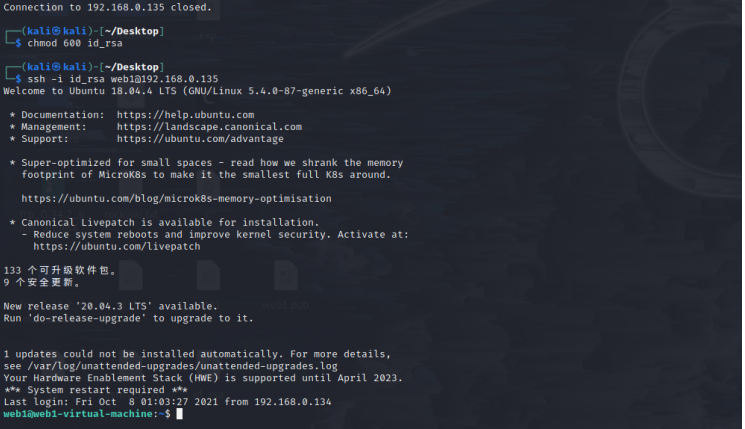 Connection to 192.168.0.135 closed.
┌──(kali㉿kali)-[~/Desktop]
└─$ chmod 600 id_rsa
┌──(kali㉿kali)-[~/Desktop]
└─$ ssh -i id_rsa web1@192.168.0.135
Welcome to Ubuntu 18.04.4 LTS (GNU/Linux 5.4.0-87-generic x86_64)
* Documentation:  https://help.ubuntu.com
* Management:     https://landscape.canonical.com
* Support:        https://ubuntu.com/advantage
* Super-optimized for small spaces - read how we shrank the memory
footprint of MicroK8s to make it the smallest full K8s around.
https://ubuntu.com/blog/microk8s-memory-optimisation
* Canonical Livepatch is available for installation.
- Reduce system reboots and improve kernel security. Activate at:
https://ubuntu.com/livepatch
133 个可升级软件包。
9 个安全更新。
New release '20.04.3 LTS' available.
Run 'do-release-upgrade' to upgrade to it.
1 updates could not be installed automatically. For more details,
see /var/log/unattended-upgrades/unattended-upgrades.log
Your Hardware Enablement Stack (HWE) is supported until April 2023.
*** System restart required ***
Last login: Fri Oct  8 01:03:27 2021 from 192.168.0.134
web1@web1-virtual-machine:~$